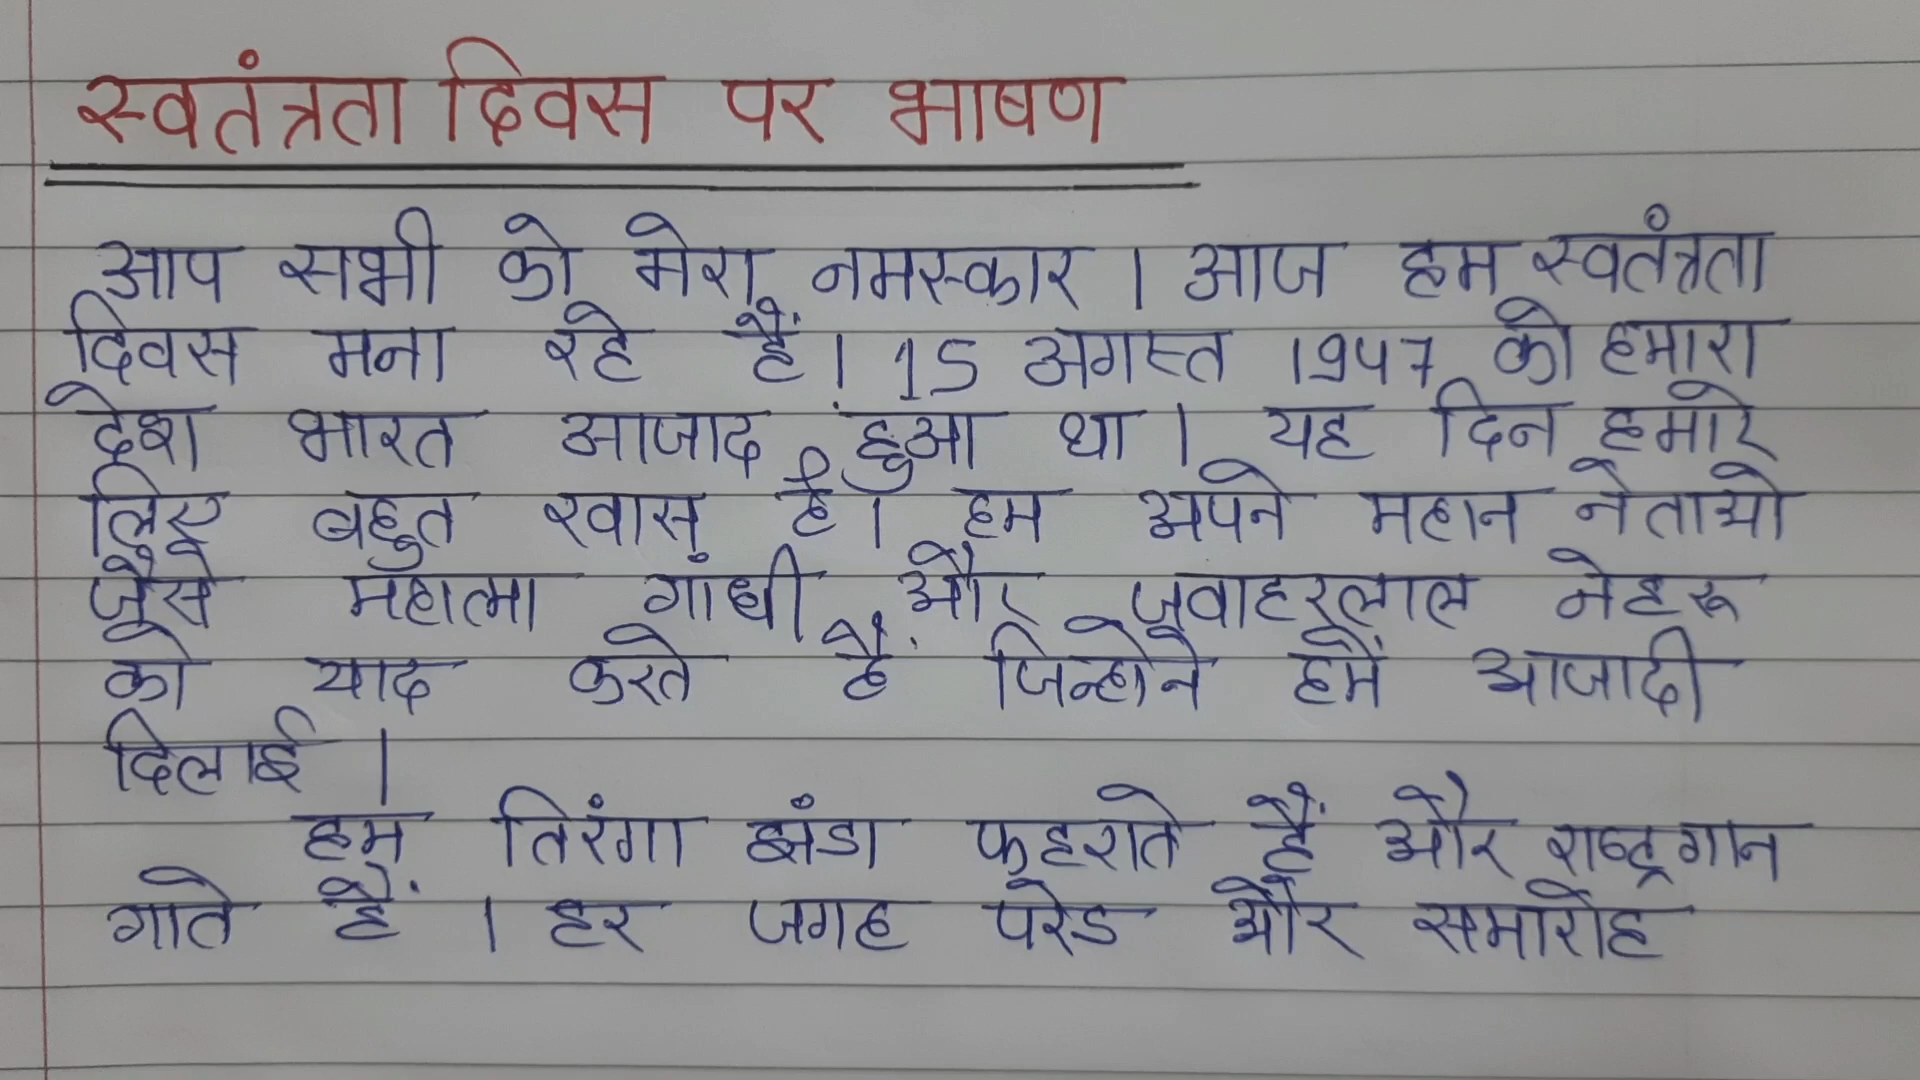 स्वतंत्रता दिवस पर भाषण
आप सभी को मेरा नमस्कार । आज हम स्वतंत्रता
दिवस मना रहे हैं। 15 अगस्त 1947 को हमारा
देश भारत आजाद हुआ था । यह दिन हमारे
लिए बहुत खास है। हम अपने महान नेताओ
जैसे महात्मा गांधी और जवाहरलाल नेहरू
को याद करते हैं जिन्होने हमें आजादी
दिलाई ।
हम तिरंगा झंडा फहराते हैं और राष्ट्रगान
गाते हैं । हर जगह परेड और समारोह